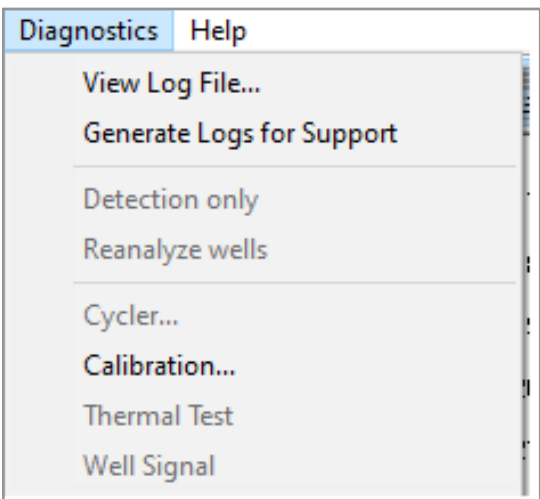 Diagnostics Help
View Log File...
Generate Logs for Support
Detection only
Reanalyze wells
Cycler...
Calibration...
Thermal Test
Well Signal